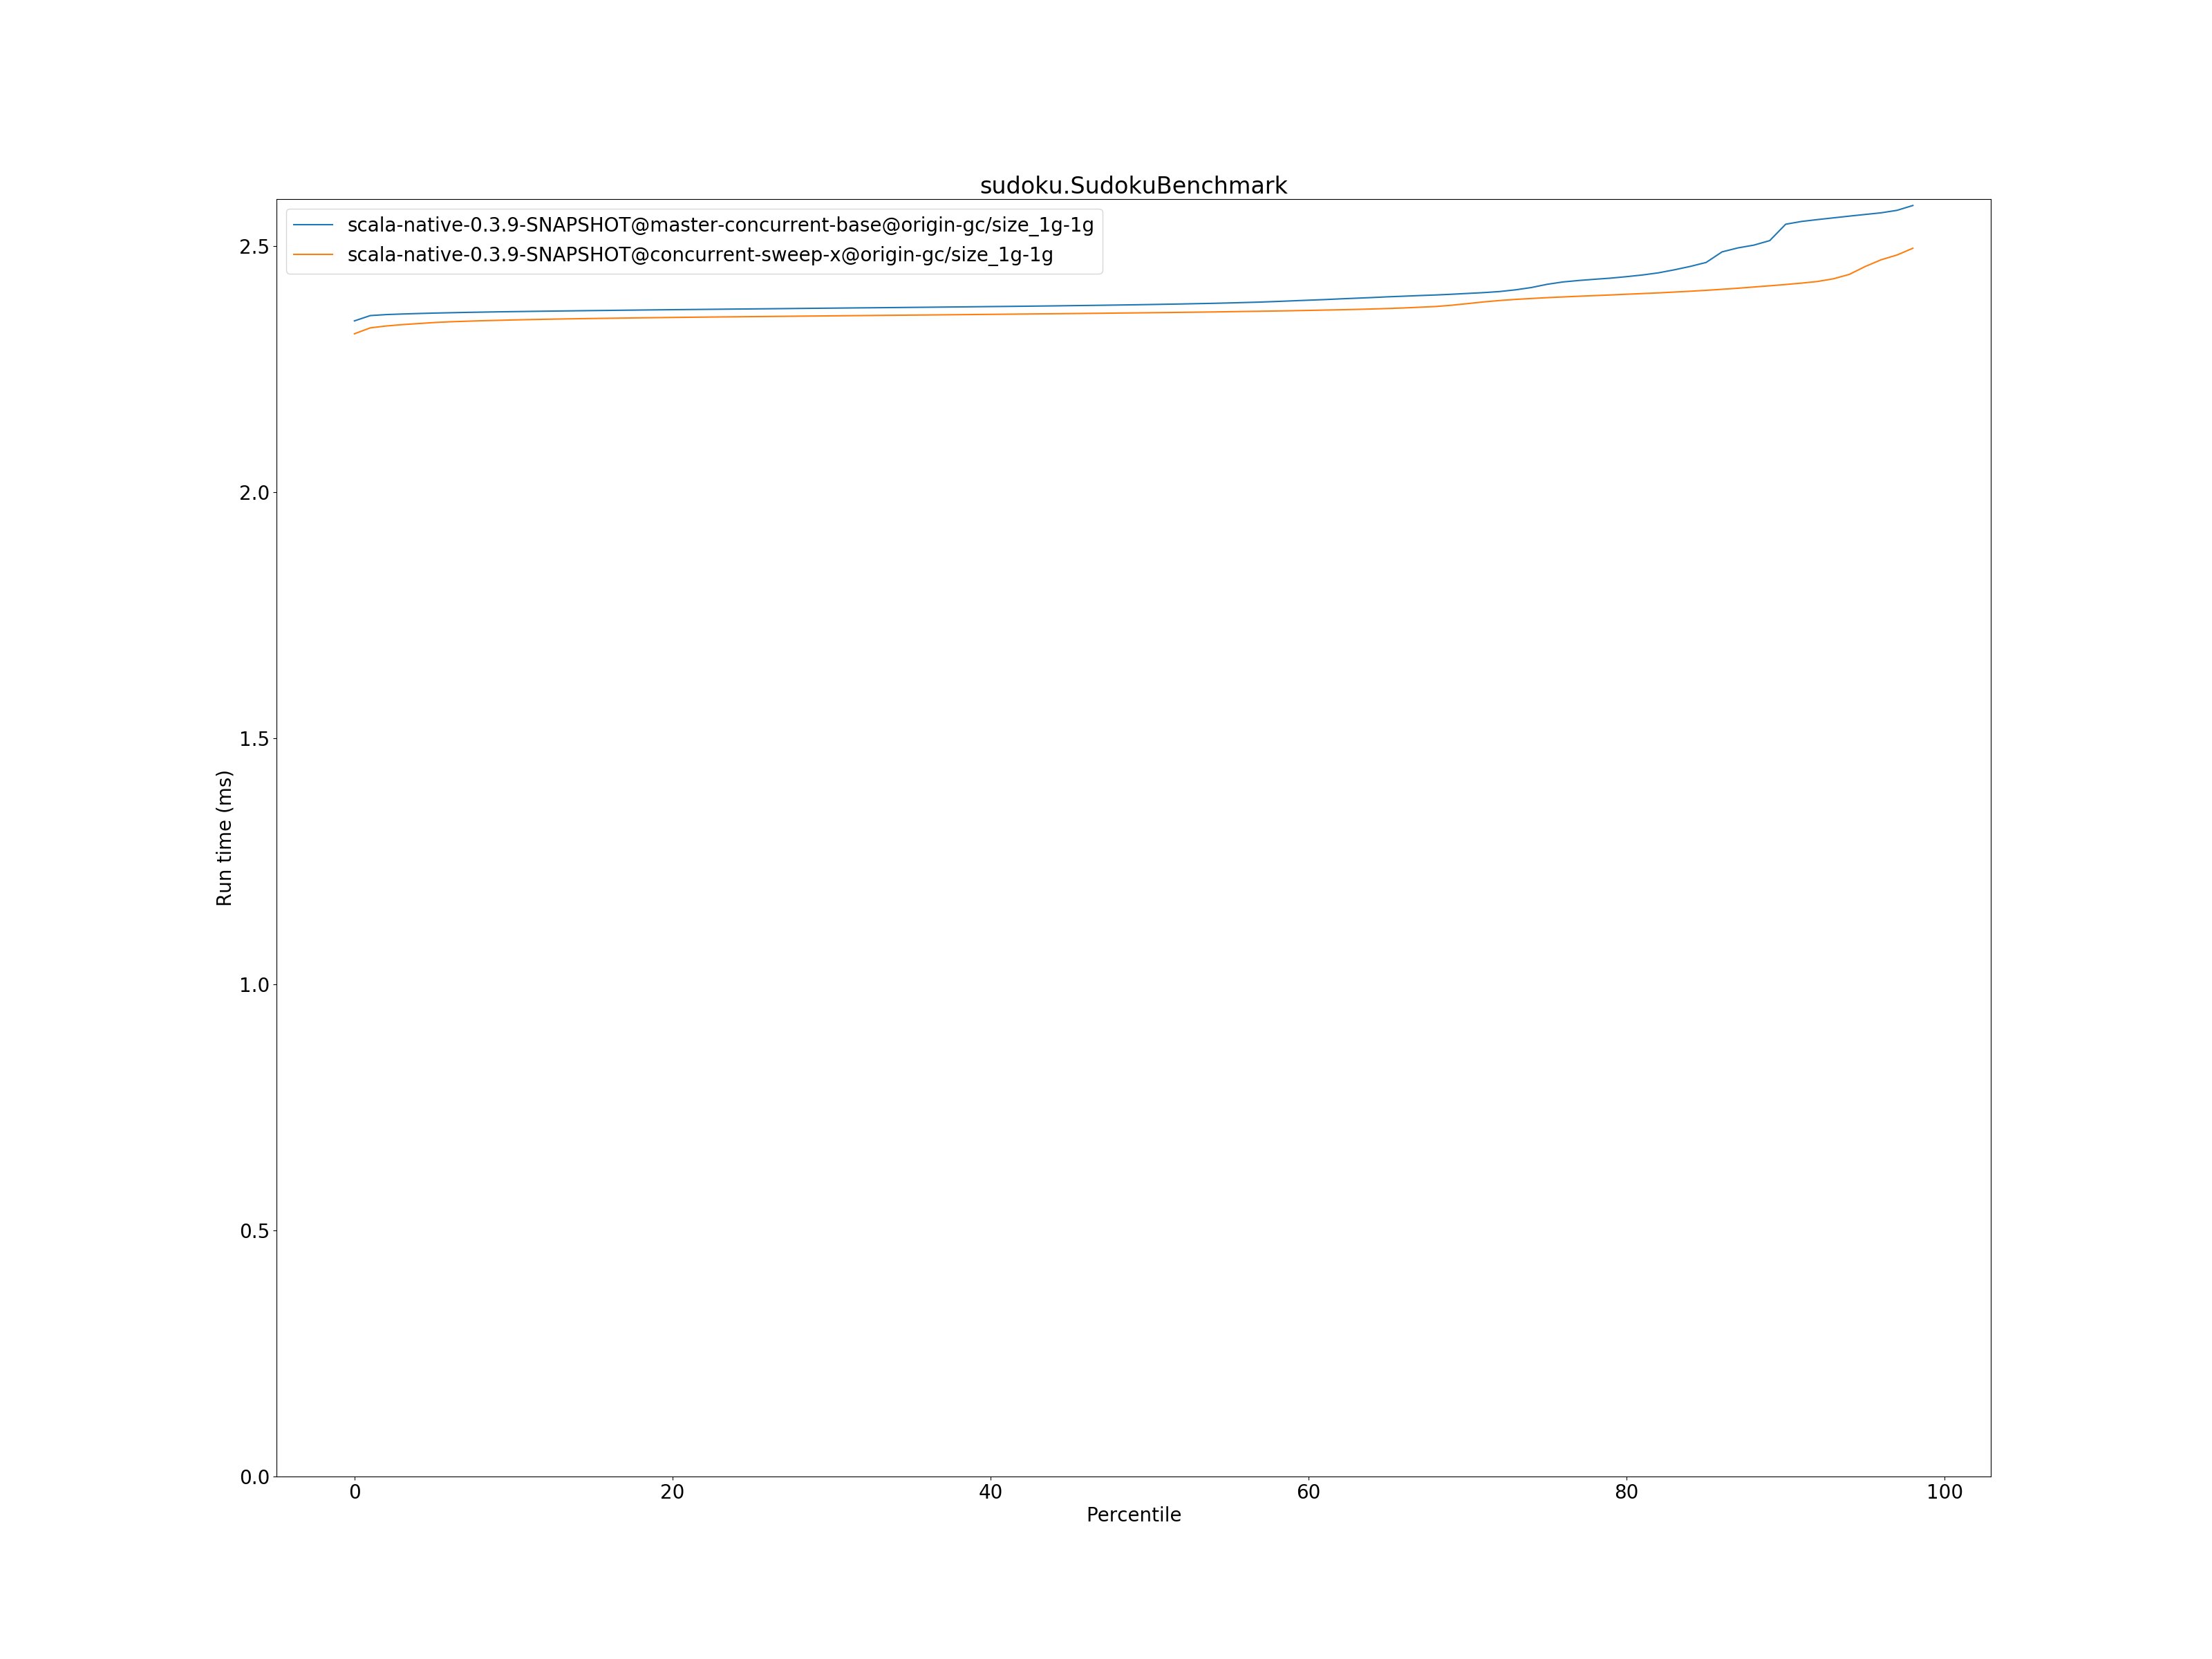 sudoku.SudokuBenchmark
scala-native-0.3.9-SNAPSHOT@master-concurrent-base@origin-gc/size_1g-1g
scala-native-0.3.9-SNAPSHOT@concurrent-sweep-x@origin-gc/size_1g-1g
2.5
2.0
1.5
1.0
0.5
0.0
Run time (ms)
0 20 40 60 80 100
Percentile